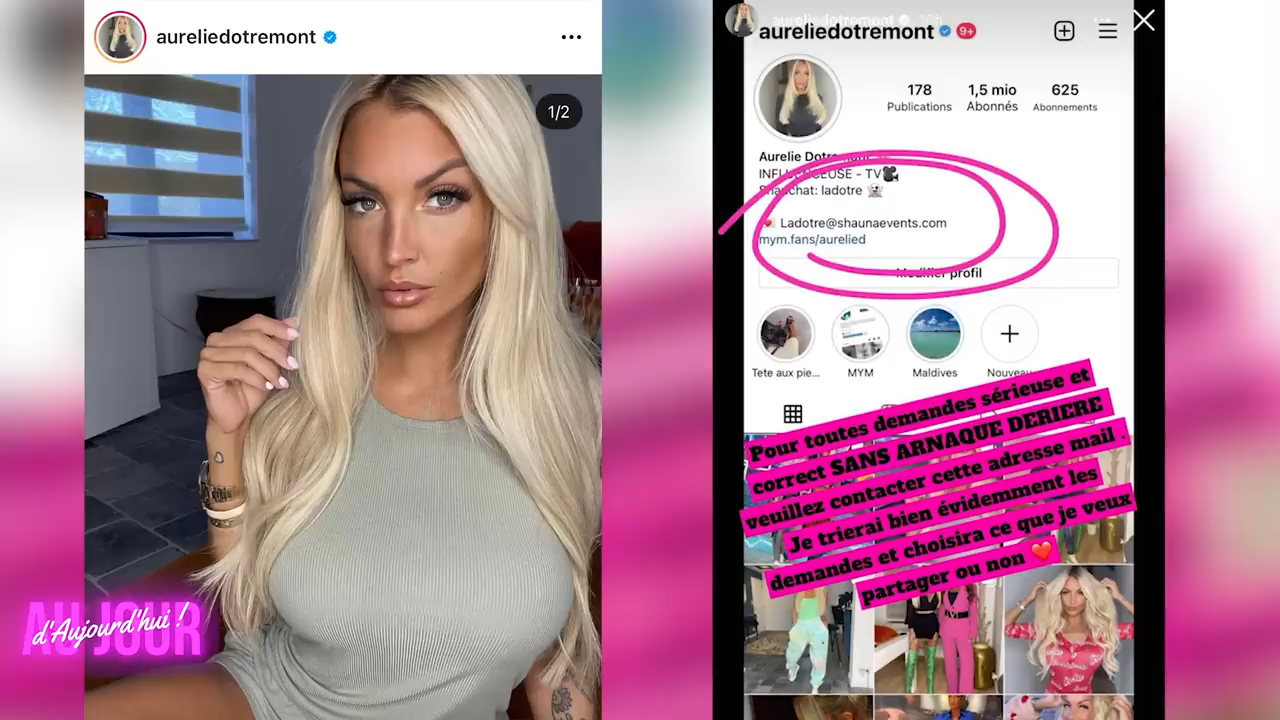 aureliedotremont
1/2
AU JOUR
d'Aujourd'hui !
aureliedotremont
aureliedotremont 9+
178
Publications
1,5 mio
Abonnés
625
Abonnements
Aurelie
INFLUENCEUSE - TV
Snapchat: ladotre
Ladotre@shaunaevents.com
mym.fans/aurelied
Modifier profil
Tete aux pie...
MYM
Maldives
Nouveau
Pour toutes demandes sérieuse et
correct SANS ARNAQUE DERIERE
veuillez contacter cette adresse mail .
Je trierai bien évidemment les
demandes et choisira ce que je veux
partager ou non